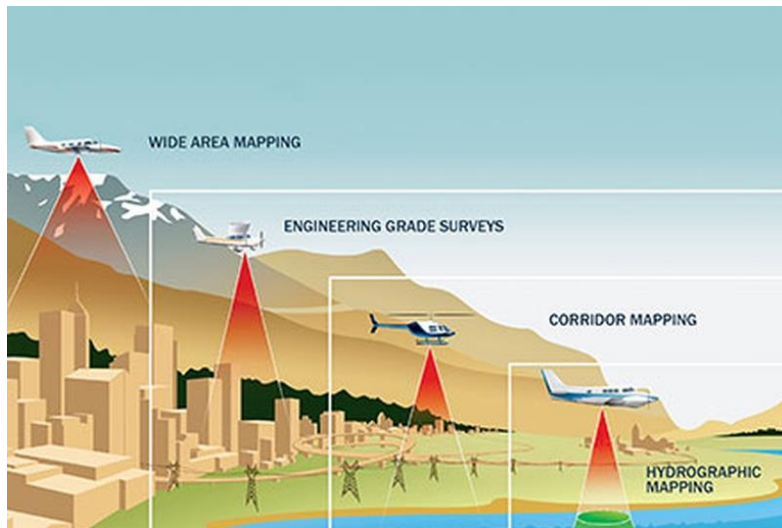 WIDE AREA MAPPING
ENGINEERING GRADE SURVEYS
CORRIDOR MAPPING
HYDROGRAPHIC
MAPPING